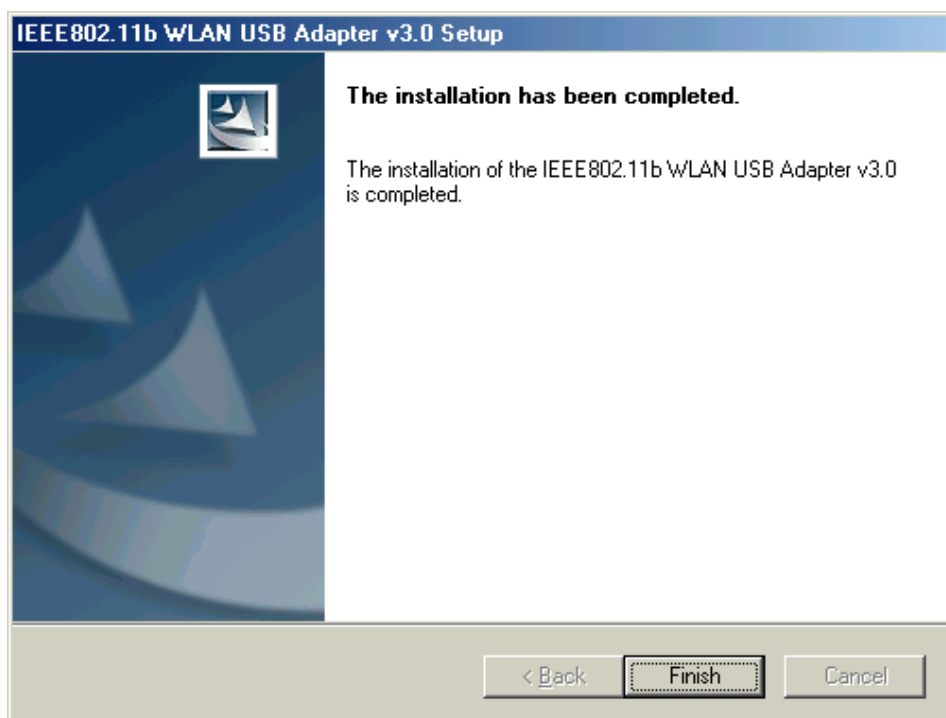 IEEE802.11b WLAN USB Adapter v3.0 Setup
The installation has been completed.
The installation of the IEEE802.11b WLAN USB Adapter v3.0
is completed.
< Back Finish Cancel